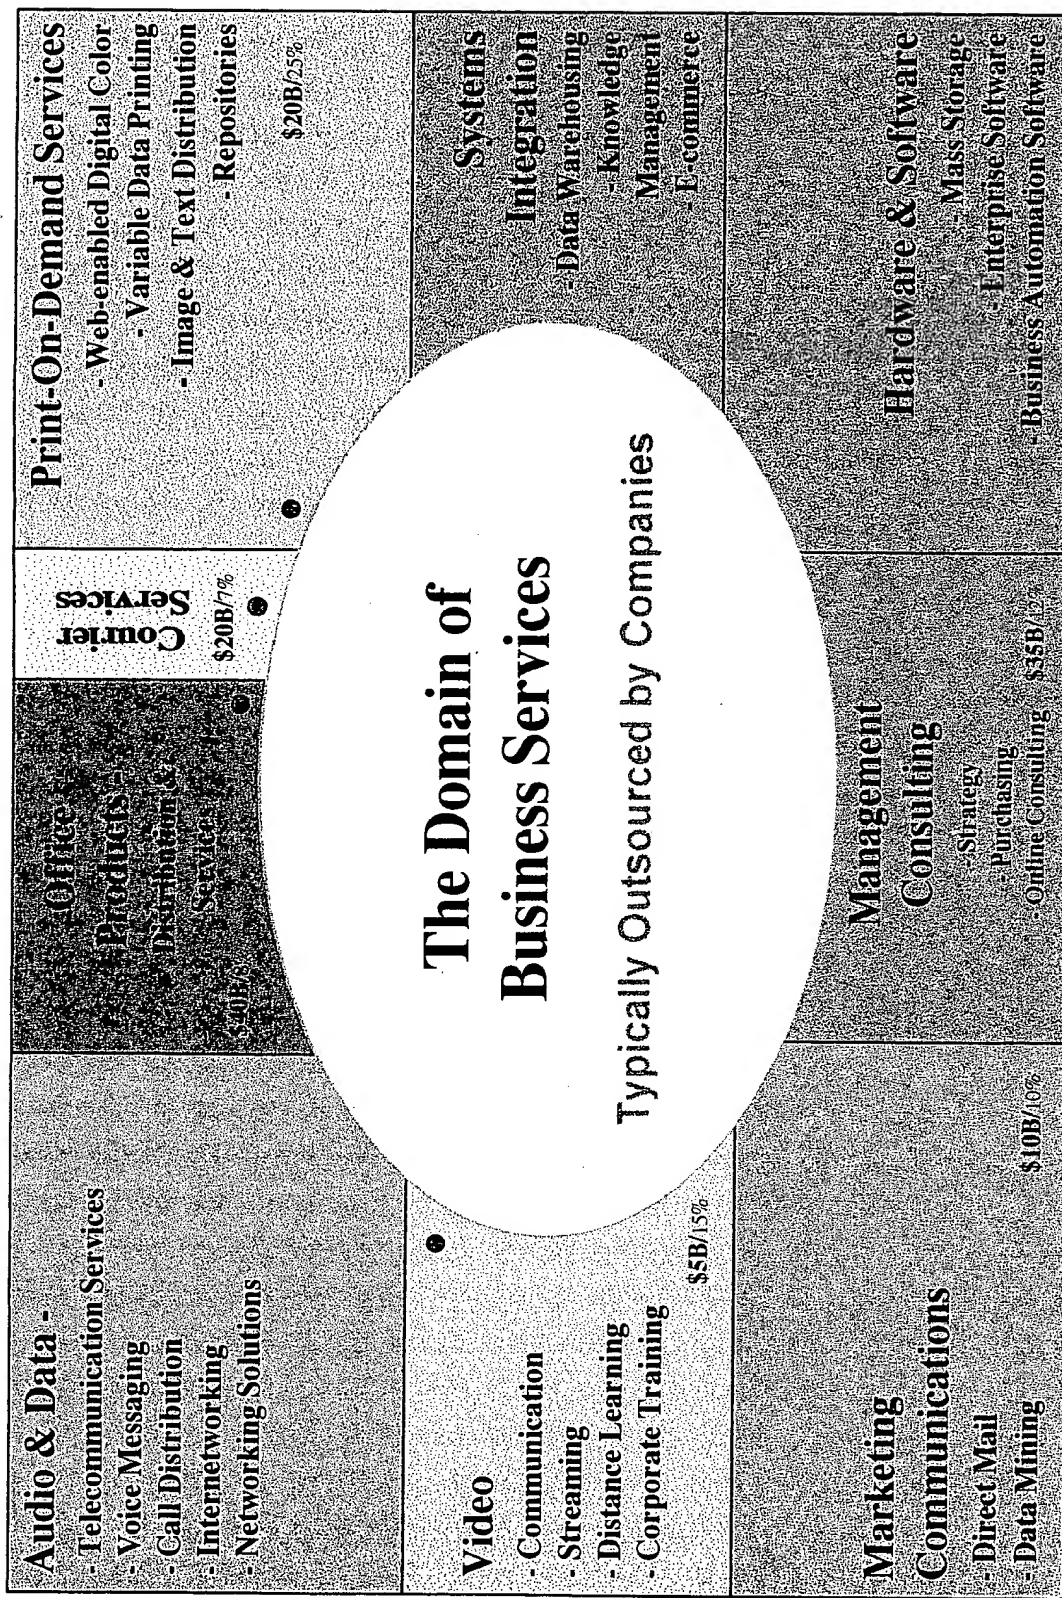 Audio & Data -
- Telecommunication Services
- Voice Messaging
- Call Distribution
- Internetworking
- Networking Solutions
Office
Products -
Distribution &
Services
Courier
Services
$20B/7%
Print-On-Demand Services
- Web-enabled Digital Color
- Variable Data Printing
- Image & Text Distribution
- Repositories
$20B/25%
Video
- Communication
- Streaming
- Distance Learning
- Corporate Training
$5B/15%
The Domain of
Business Services
Typically Outsourced by Companies
Systems
Integration
- Data Warehousing
- Knowledge
Management
- E-commerce
Marketing
Communications
- Direct Mail
- Data Mining
$10B/10%
Management
Consulting
- Strategy
- Purchasing
- Online Consulting $35B/12%
Hardware & Software
- Mass Storage
- Enterprise Software
- Business Automation Software